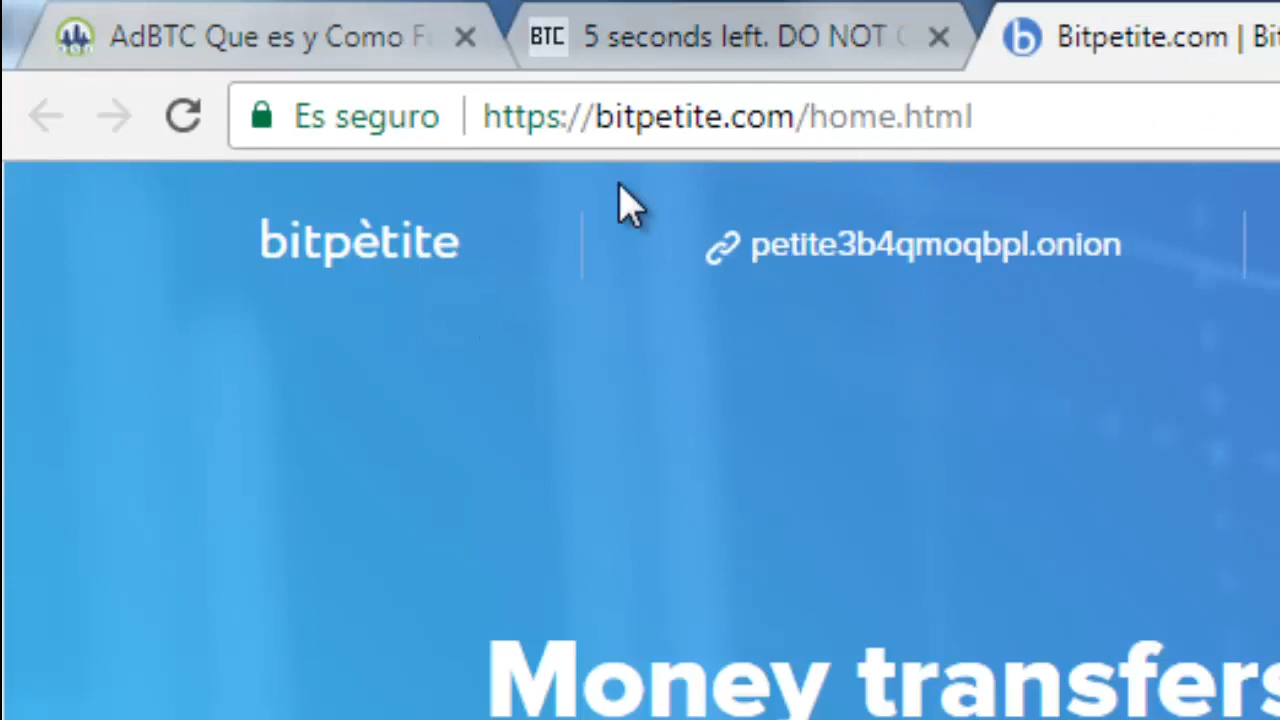 AdBTC Que es y Como F
BTC 5 seconds left. DO NOT
Bitpetite.com | Bi
Es seguro https://bitpetite.com/home.html
bitpètite
petite3b4qmoqbpl.onion
Money transfers